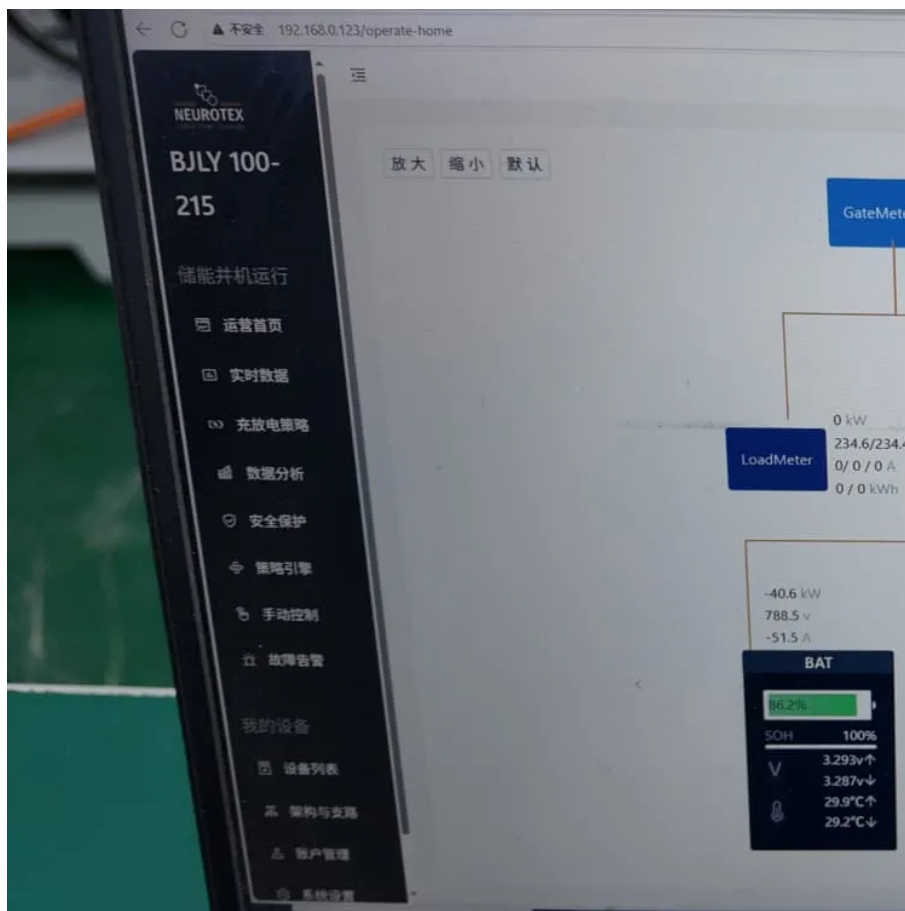 不安全 192.168.0.123/operate-home
NEUROTEX
BJLY 100-
215
放大 缩小 默认
GateMete
储能并机运行
运营首页
实时数据
充放电策略
数据分析
安全保护
策略引擎
手动控制
故障告警
我的设备
设备列表
架构与支路
账户管理
系统设置
LoadMeter
0 kW
234.6/234.4
0/ 0 / 0 A
0 / 0 kWh
-40.6 kW
788.5 v
-51.5 A
BAT
86.2%
SOH 100%
V 3.293v↑
3.287v↓
29.9°C↑
29.2°C↓